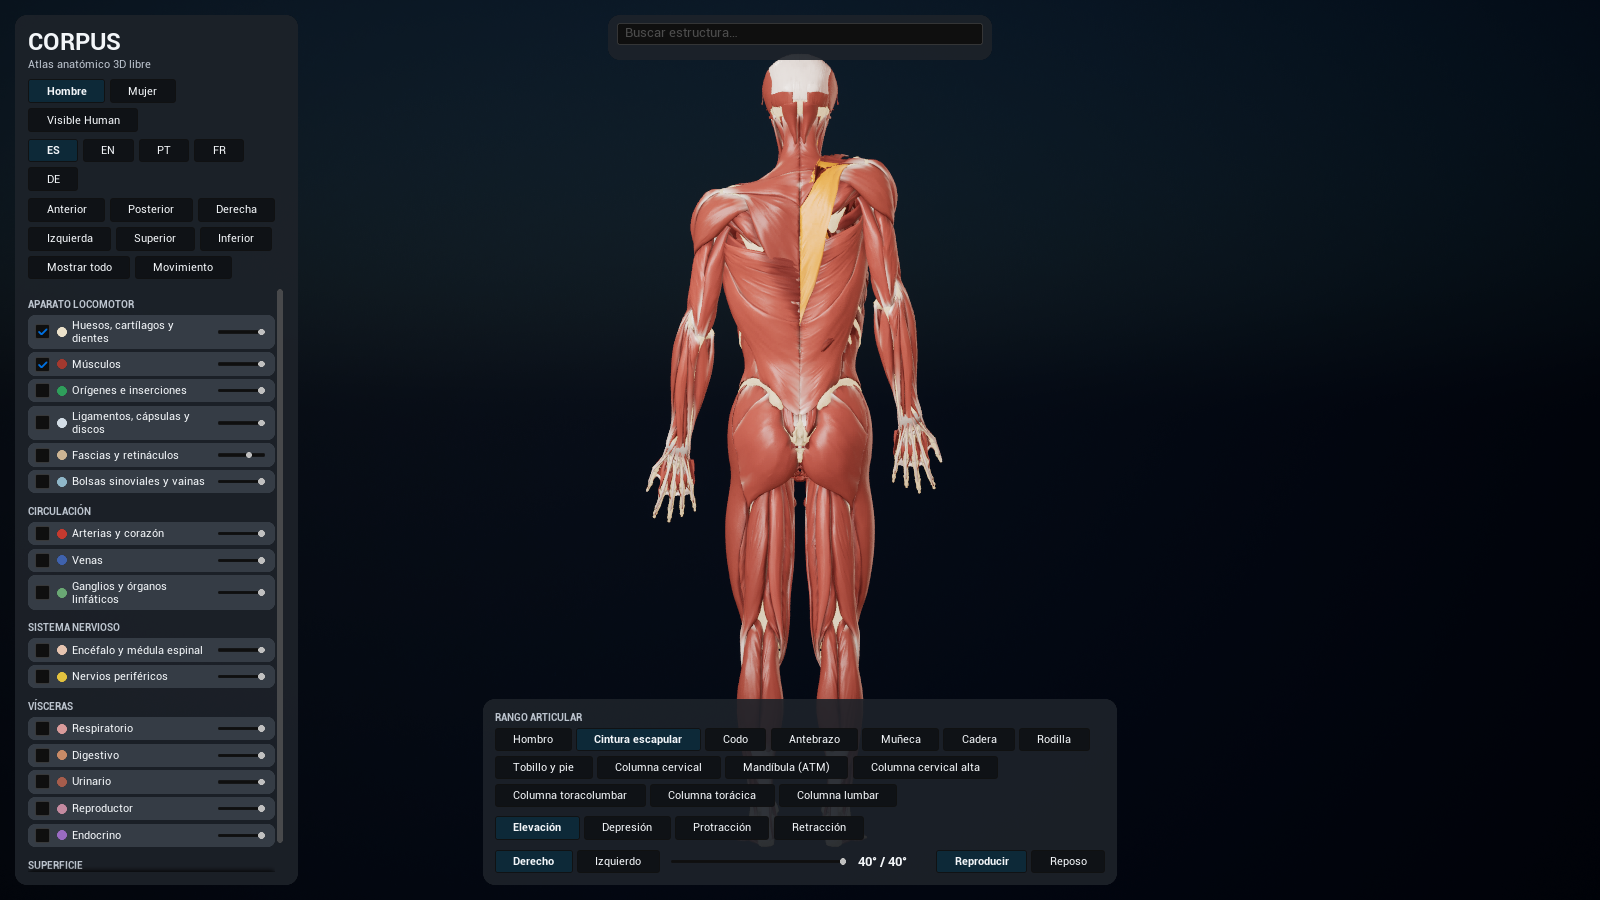 CORPUS
Atlas anatómico 3D libre
Hombre
Mujer
Visible Human
ES
EN
PT
FR
DE
Anterior
Posterior
Derecha
Izquierda
Superior
Inferior
Mostrar todo
Movimiento
APARATO LOCOMOTOR
Huesos, cartílagos y
dientes
Músculos
Orígenes e inserciones
Ligamentos, cápsulas y
discos
Fascias y retináculos
Bolsas sinoviales y vainas
CIRCULACIÓN
Arterias y corazón
Venas
Ganglios y órganos
linfáticos
SISTEMA NERVIOSO
Encéfalo y médula espinal
Nervios periféricos
VÍSCERAS
Respiratorio
Digestivo
Urinario
Reproductor
Endocrino
SUPERFICIE
Buscar estructura...
RANGO ARTICULAR
Hombro
Cintura escapular
Codo
Antebrazo
Muñeca
Cadera
Rodilla
Tobillo y pie
Columna cervical
Mandíbula (ATM)
Columna cervical alta
Columna toracolumbar
Columna torácica
Columna lumbar
Elevación
Depresión
Protracción
Retracción
Derecho
Izquierdo
40° / 40°
Reproducir
Reposo